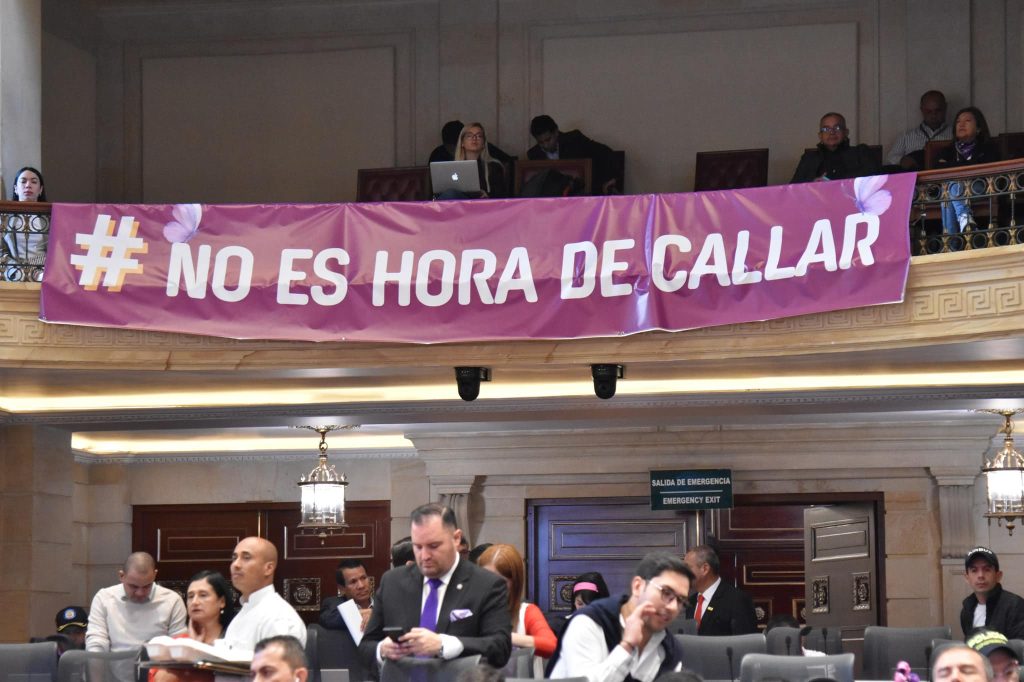 # NO ES HORA DE CALLAR
SALIDA DE EMERGENCIA
EMERGENCY EXIT